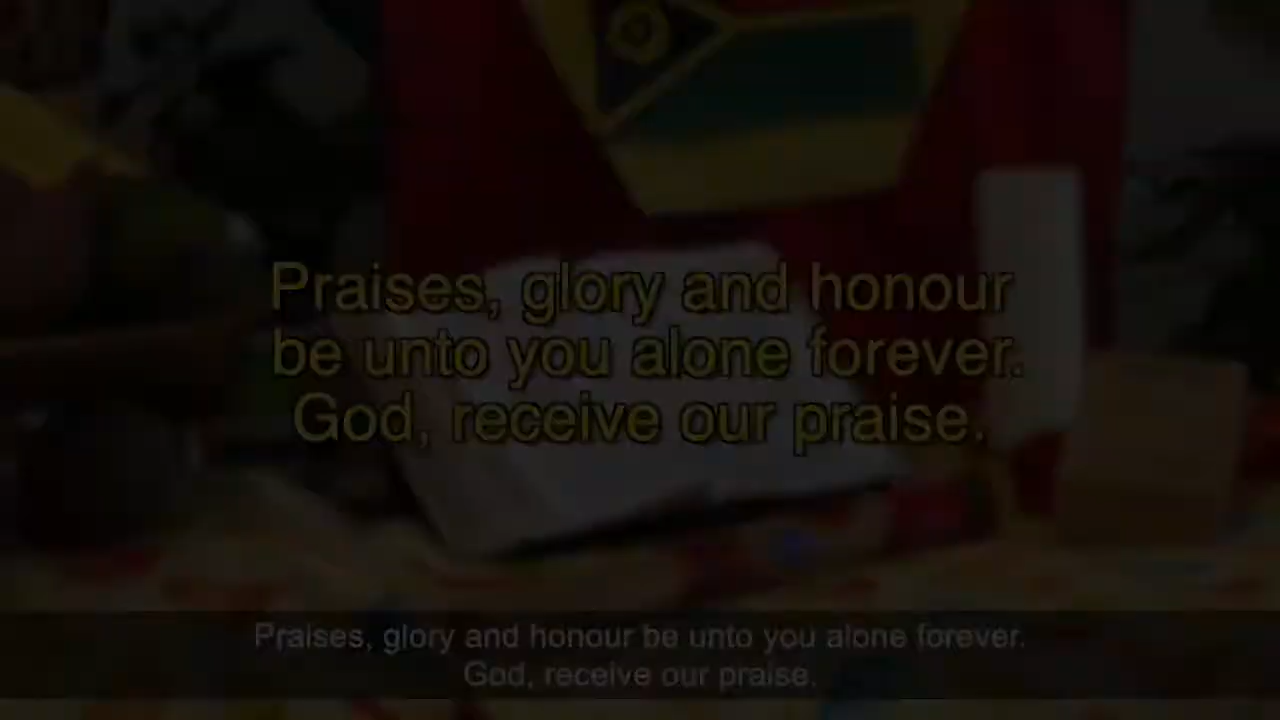 Praises, glory and honour
be unto you alone forever.
God, receive our praise.
Praises, glory and honour be unto you alone forever.
God, receive our praise.